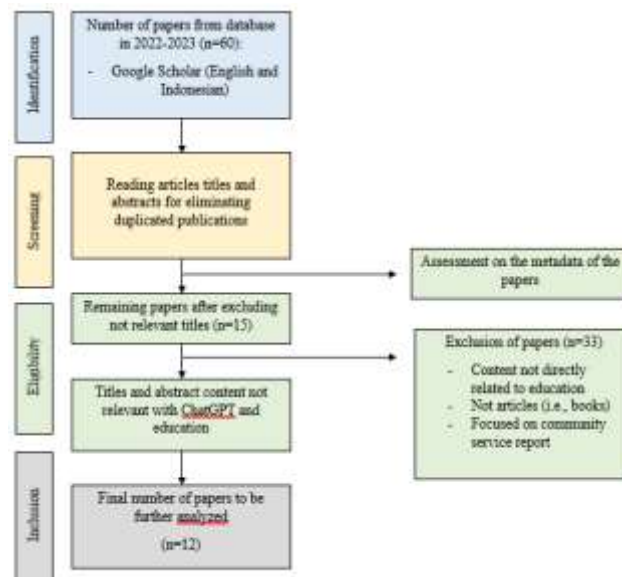 Identification
Number of papers from database
in 2022-2023 (n=60):
- Google Scholar (English and
Indonesian)
Screening
Reading articles titles and
abstracts for eliminating
duplicated publications
Assessment on the metadata of the
papers
Eligibility
Remaining papers after excluding
not relevant titles (n=15)
Exclusion of papers (n=33)
- Content not directly
related to education
- Not articles (i.e., books)
- Focused on community
service report
Titles and abstract content not
relevant with ChatGPT and
education
Inclusion
Final number of papers to be
further analyzed
(n=12)